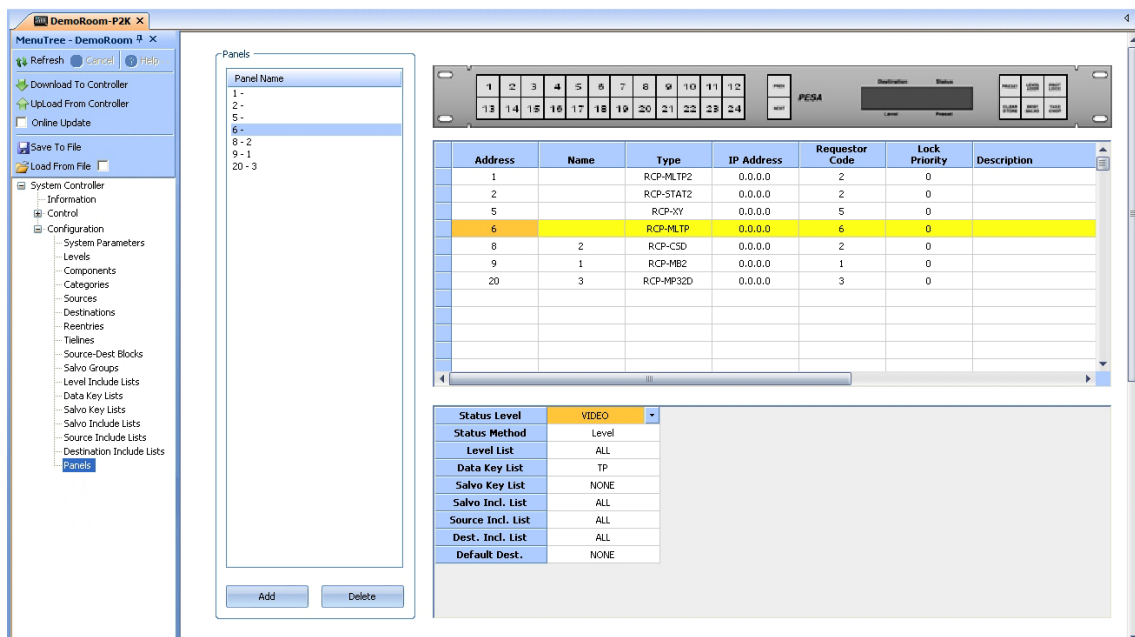 DemoRoom-P2K
MenuTree - DemoRoom
Refresh Cancel Help
Download To Controller
UpLoad From Controller
Online Update
Save To File
Load From File
System Controller
Information
Control
Configuration
System Parameters
Levels
Components
Categories
Sources
Destinations
Reentries
Tielines
Source-Dest Blocks
Salvo Groups
Level Include Lists
Data Key Lists
Salvo Key Lists
Salvo Include Lists
Source Include Lists
Destination Include Lists
Panels
Panels
Panel Name
1 -
2 -
5 -
6 -
8 - 2
9 - 1
20 - 3
Add Delete
1 2 3 4 5 6 7 8 9 10 11 12
13 14 15 16 17 18 19 20 21 22 23 24
PREV
NEXT
PESA
Destination Status
Level Preset
PRESET
Address Name Type IP Address Requestor Code Lock Priority Description
1 RCP-MLTP2 0.0.0.0 2 0
2 RCP-STAT2 0.0.0.0 2 0
5 RCP-XY 0.0.0.0 5 0
6 RCP-MLTP 0.0.0.0 6 0
8 2 RCP-CSD 0.0.0.0 2 0
9 1 RCP-MB2 0.0.0.0 1 0
20 3 RCP-MP32D 0.0.0.0 3 0
Status Level VIDEO
Status Method Level
Level List ALL
Data Key List TP
Salvo Key List NONE
Salvo Incl. List ALL
Source Incl. List ALL
Dest. Incl. List ALL
Default Dest. NONE